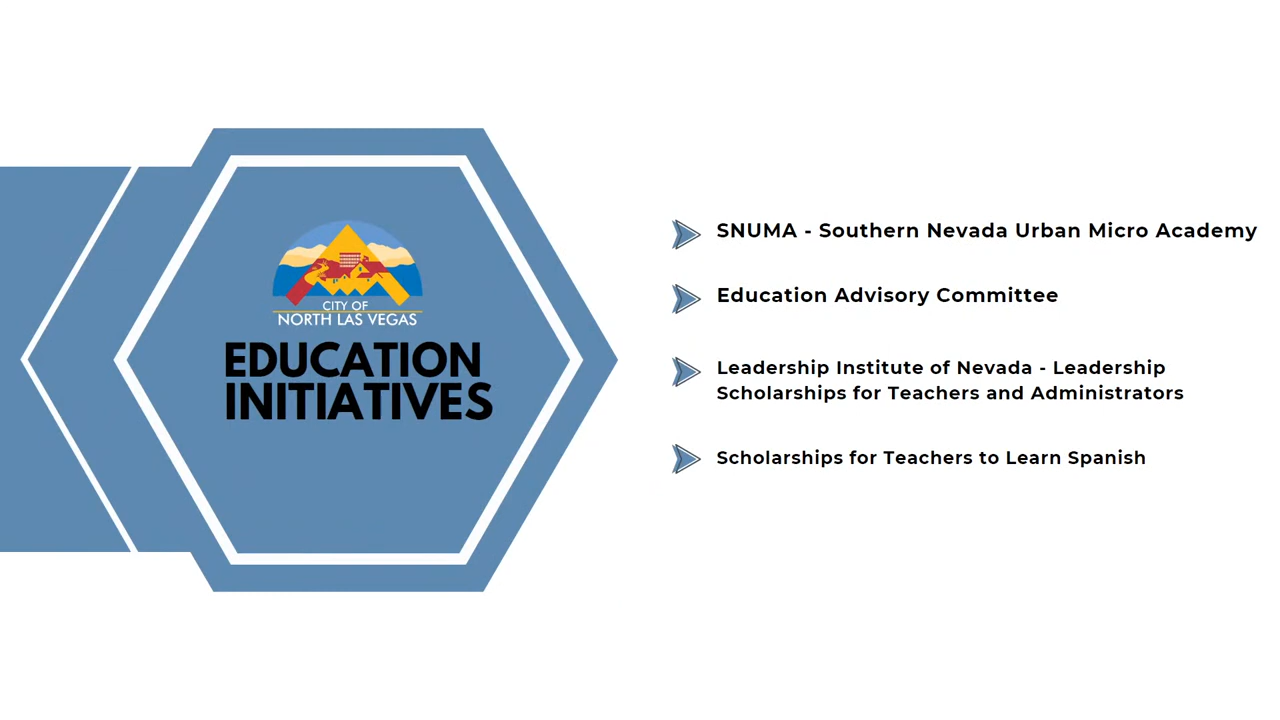 CITY OF
NORTH LAS VEGAS
EDUCATION
INITIATIVES
SNUMA - Southern Nevada Urban Micro Academy
Education Advisory Committee
Leadership Institute of Nevada - Leadership
Scholarships for Teachers and Administrators
Scholarships for Teachers to Learn Spanish